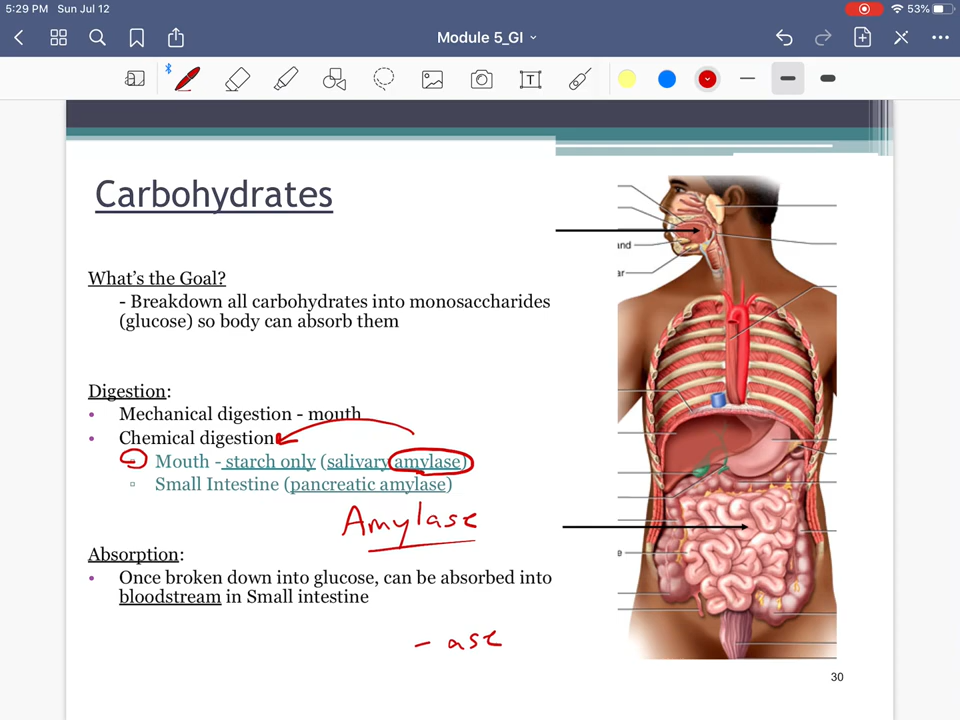 5:29 PM Sun Jul 12
53%
Module 5_GI
T
Carbohydrates
and
ar
What's the Goal?
- Breakdown all carbohydrates into monosaccharides
(glucose) so body can absorb them
Digestion:
• Mechanical digestion - mouth
• Chemical digestion
Mouth - starch only (salivary amylase)
▫ Small Intestine (pancreatic amylase)
Amylase
Absorption:
e
• Once broken down into glucose, can be absorbed into
bloodstream in Small intestine
- ase
30